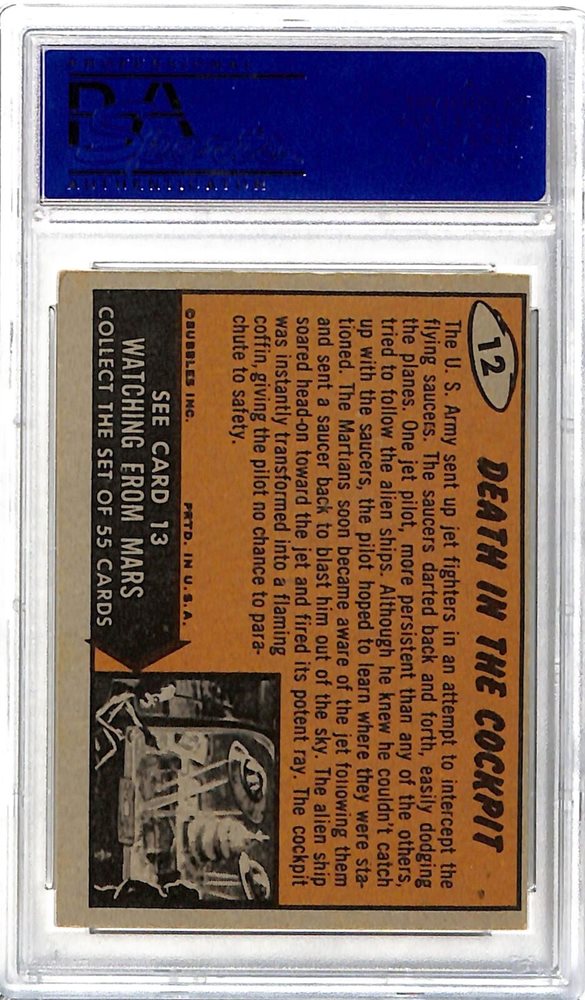 PROFESSIONAL
PSA
AUTHENTICATOR
12
DEATH IN THE COCKPIT
The U. S. Army sent up jet fighters in an attempt to intercept the
flying saucers. The saucers darted back and forth, easily dodging
the planes. One jet pilot, more persistent than any of the others,
tried to follow the alien ships. Although he knew he couldn't catch
up with the saucers, the pilot hoped to learn where they were sta-
tioned. The Martians soon became aware of the jet following them
and sent a saucer back to blast him out of the sky. The alien ship
soared head-on toward the jet and fired its potent ray. The cockpit
was instantly transformed into a flaming
coffin, giving the pilot no chance to para-
chute to safety.
©BUBBLES INC. PRTD. IN U.S.A.
SEE CARD 13
WATCHING FROM MARS
COLLECT THE SET OF 55 CARDS